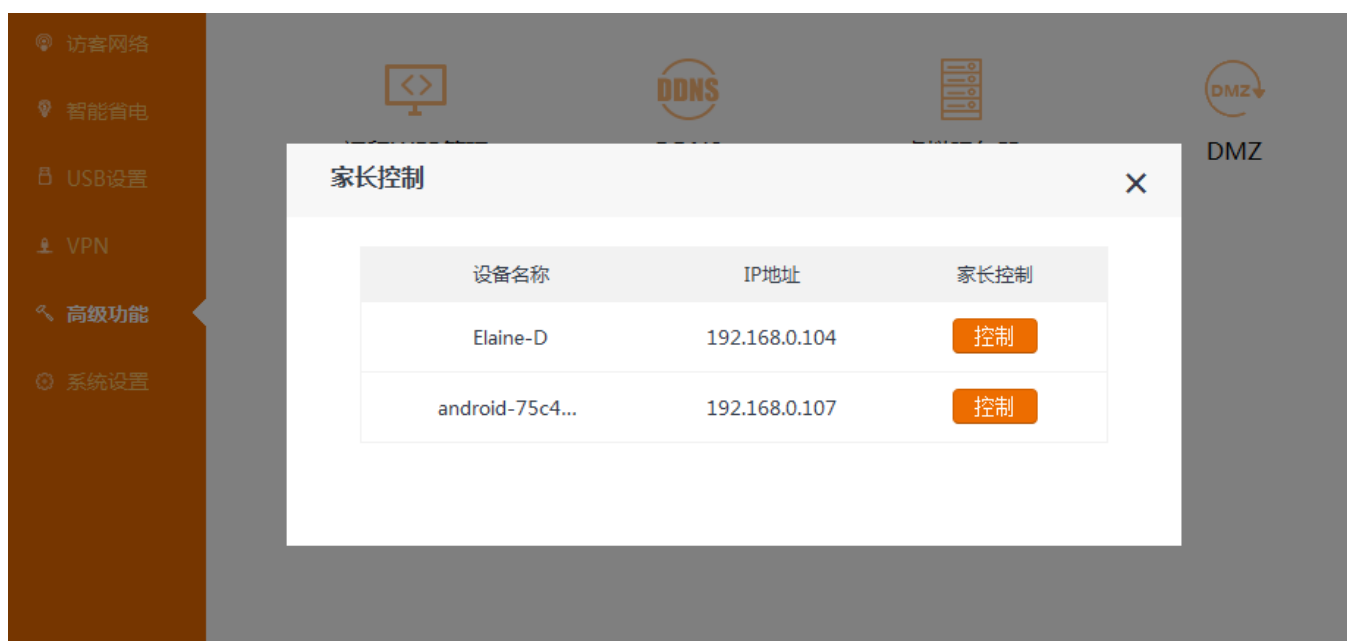 访客网络
智能省电
USB设置
VPN
高级功能
系统设置
DDNS
DMZ
DMZ
家长控制
设备名称 IP地址 家长控制
Elaine-D 192.168.0.104 控制
android-75c4... 192.168.0.107 控制